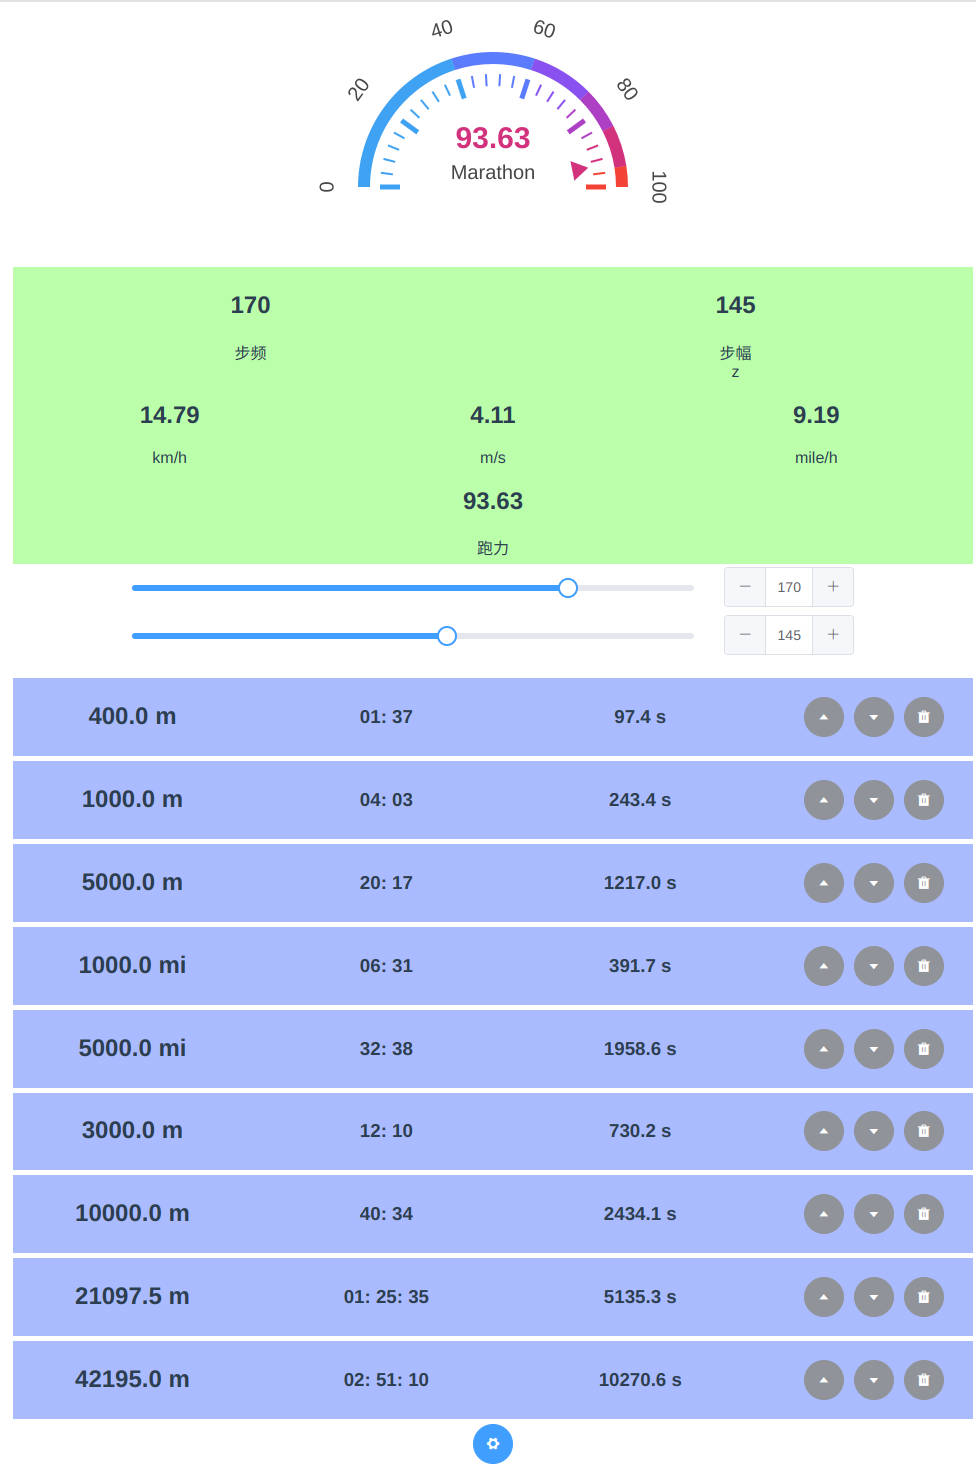 0
20
40
60
80
100
93.63
Marathon
170 145
步频 步幅
z
14.79 4.11 9.19
km/h m/s mile/h
93.63
跑力
170
145
400.0 m 01: 37 97.4 s
1000.0 m 04: 03 243.4 s
5000.0 m 20: 17 1217.0 s
1000.0 mi 06: 31 391.7 s
5000.0 mi 32: 38 1958.6 s
3000.0 m 12: 10 730.2 s
10000.0 m 40: 34 2434.1 s
21097.5 m 01: 25: 35 5135.3 s
42195.0 m 02: 51: 10 10270.6 s